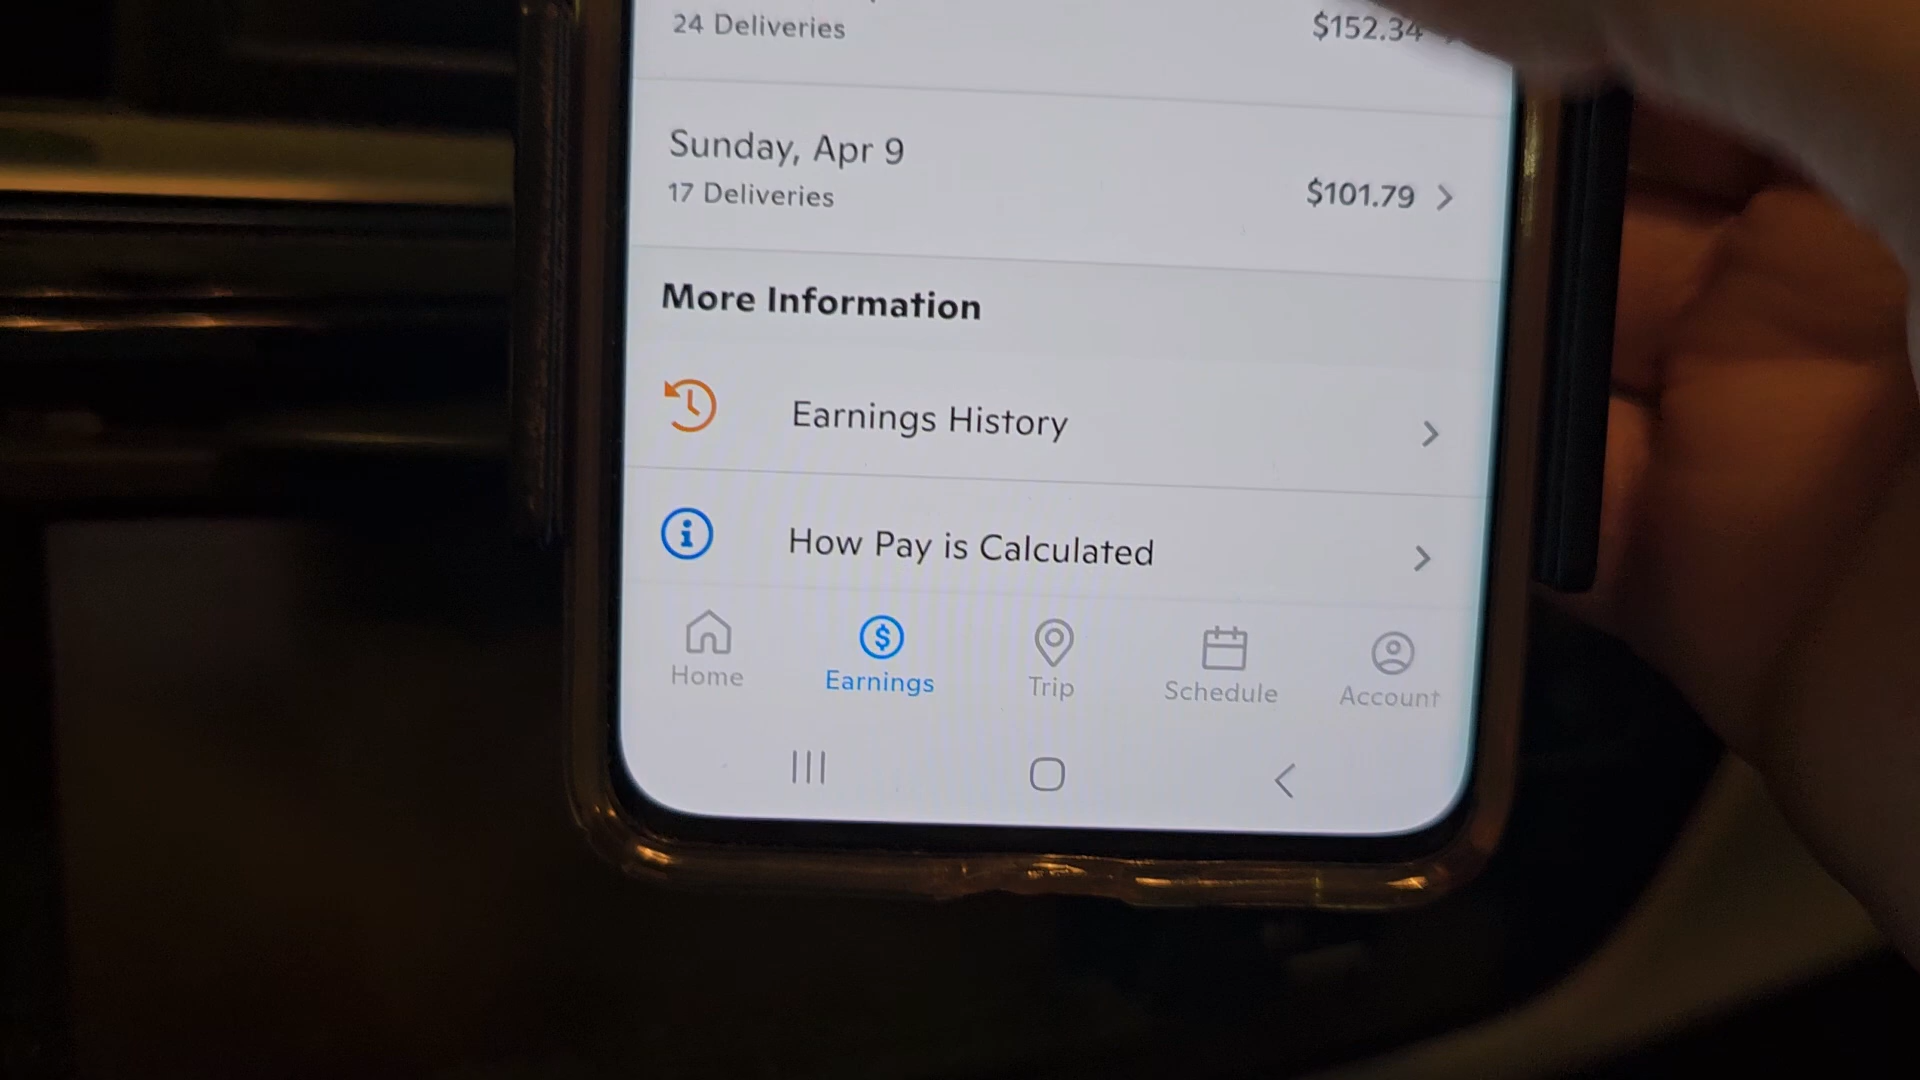 24 Deliveries
$152.34
Sunday, Apr 9
17 Deliveries
$101.79
More Information
Earnings History
How Pay is Calculated
Home
Earnings
Trip
Schedule
Account